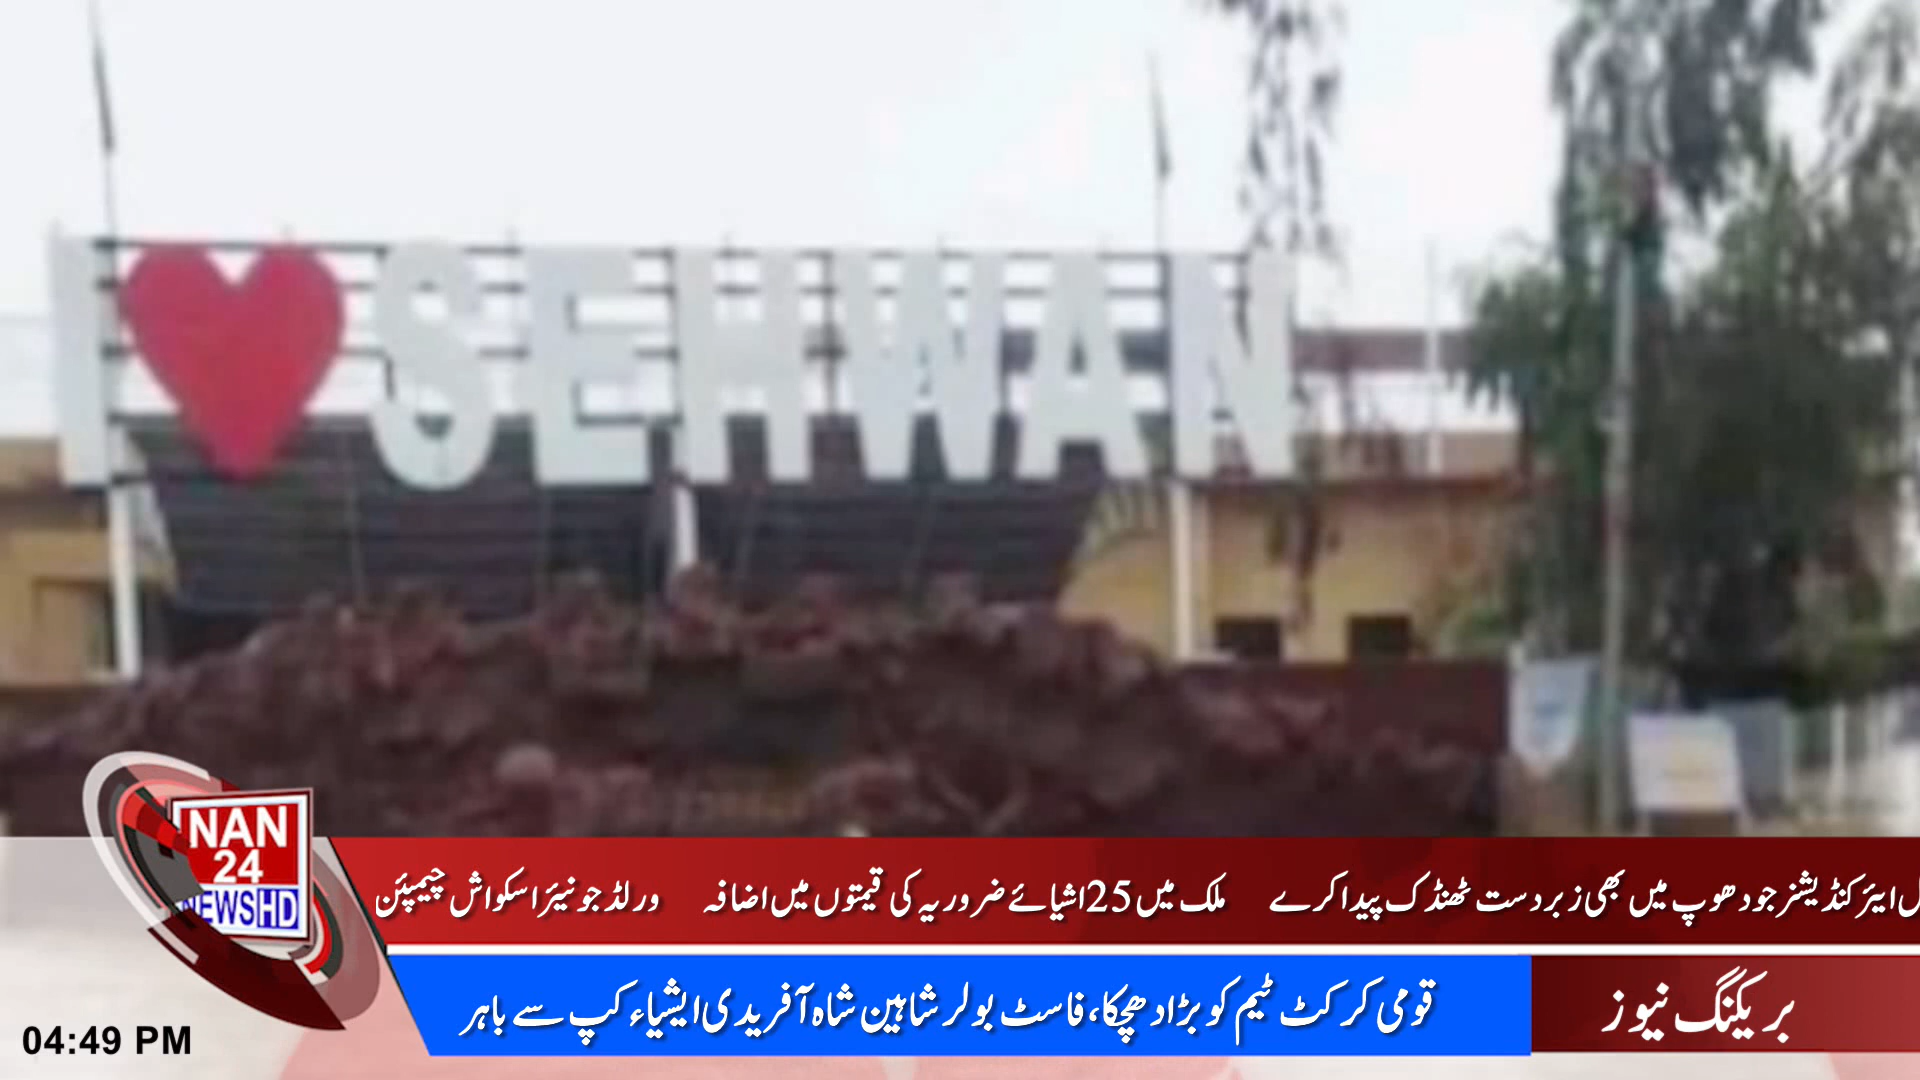 I ❤ SEHWAN
NAN
24
NEWSHD
ایئر کنڈیشنر جو دھوپ میں بھی زبردست ٹھنڈک پیدا کرے ملک میں 25 اشیائے ضروریہ کی قیمتوں میں اضافہ ورلڈ جونیئر اسکواش چیمپئن
بریکنگ نیوز
قومی کرکٹ ٹیم کو بڑا دھچکا، فاسٹ بولر شاہین شاہ آفریدی ایشیاء کپ سے باہر
04:49 PM